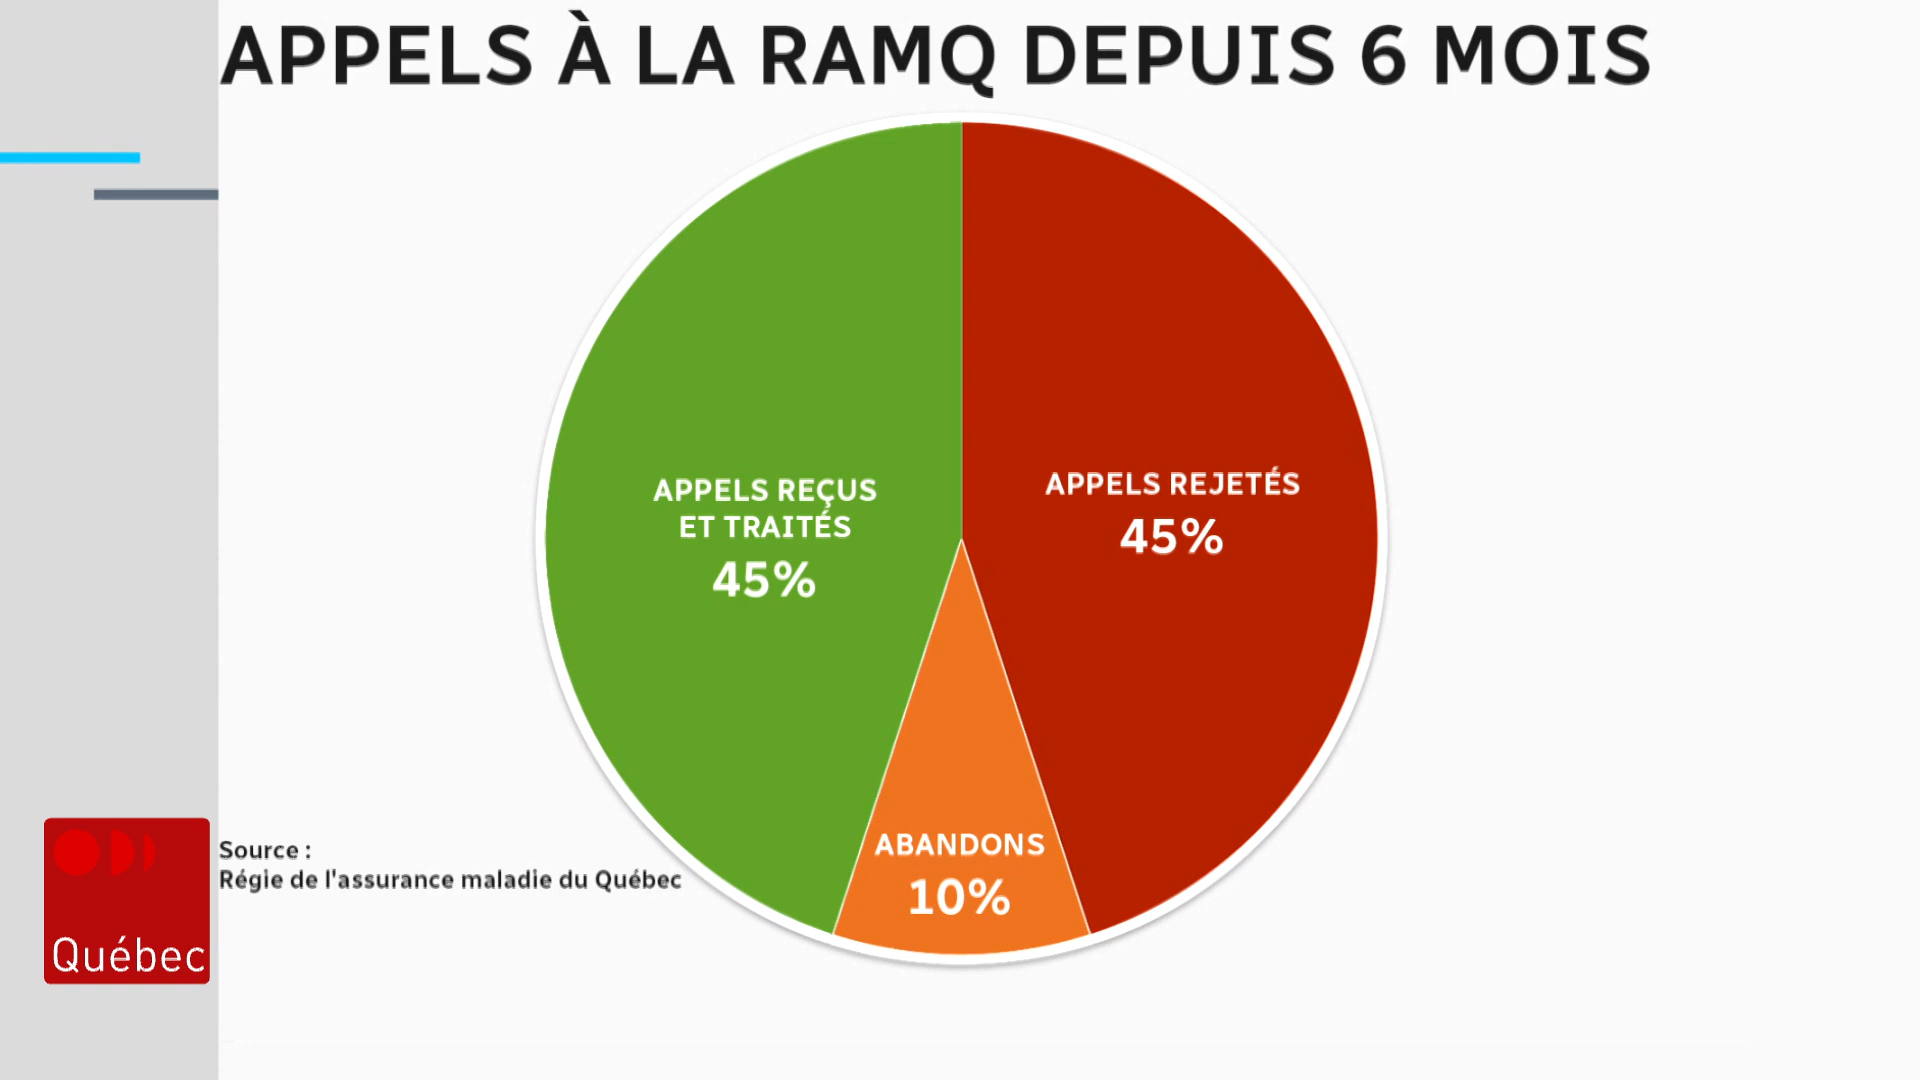 APPELS À LA RAMQ DEPUIS 6 MOIS
APPELS REÇUS
ET TRAITÉS
45%
APPELS REJETÉS
45%
ABANDONS
10%
Source :
Régie de l'assurance maladie du Québec
Québec